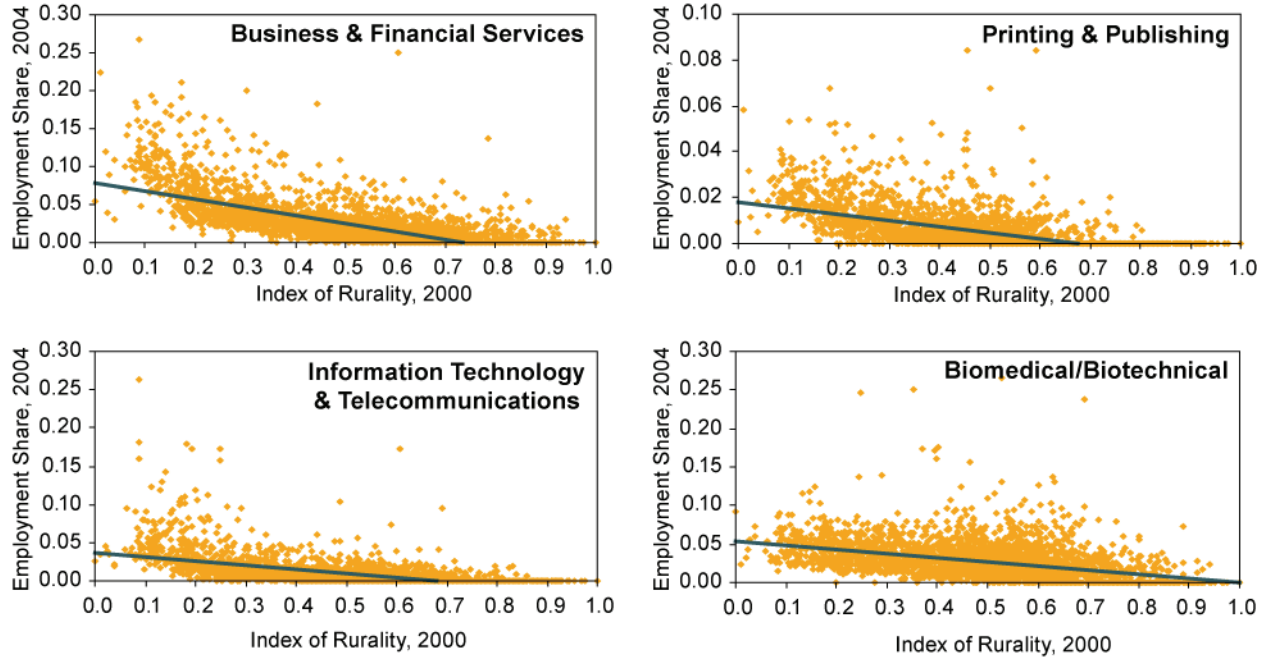 Business & Financial Services
Employment Share, 2004
0.30
0.25
0.20
0.15
0.10
0.05
0.00
0.0 0.1 0.2 0.3 0.4 0.5 0.6 0.7 0.8 0.9 1.0
Index of Rurality, 2000
Printing & Publishing
Employment Share, 2004
0.10
0.08
0.06
0.04
0.02
0.00
0.0 0.1 0.2 0.3 0.4 0.5 0.6 0.7 0.8 0.9 1.0
Index of Rurality, 2000
Information Technology
& Telecommunications
Employment Share, 2004
0.30
0.25
0.20
0.15
0.10
0.05
0.00
0.0 0.1 0.2 0.3 0.4 0.5 0.6 0.7 0.8 0.9 1.0
Index of Rurality, 2000
Biomedical/Biotechnical
Employment Share, 2004
0.30
0.25
0.20
0.15
0.10
0.05
0.00
0.0 0.1 0.2 0.3 0.4 0.5 0.6 0.7 0.8 0.9 1.0
Index of Rurality, 2000